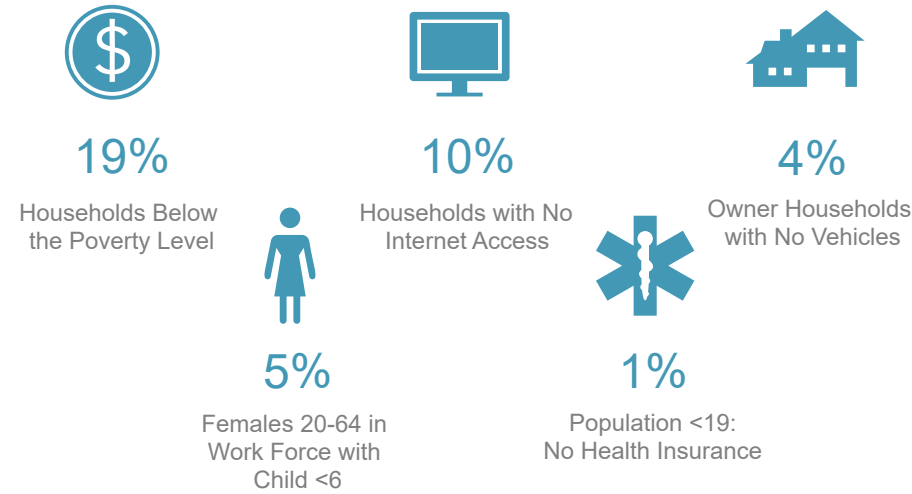 $
19%
Households Below
the Poverty Level
10%
Households with No
Internet Access
4%
Owner Households
with No Vehicles
5%
Females 20-64 in
Work Force with
Child <6
1%
Population <19:
No Health Insurance